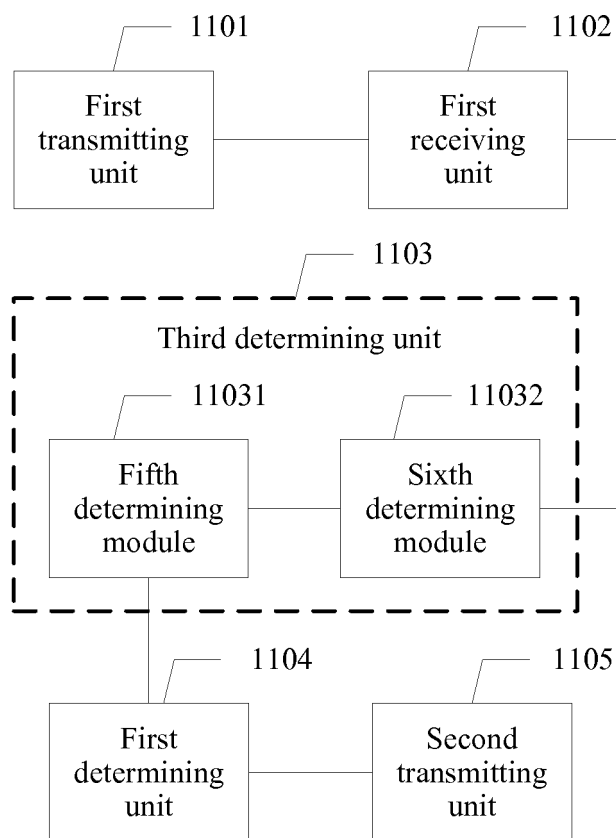 1101
1102
First
transmitting
unit
First
receiving
unit
1103
Third determining unit
11031
11032
Fifth
determining
module
Sixth
determining
module
1104
1105
First
determining
unit
Second
transmitting
unit